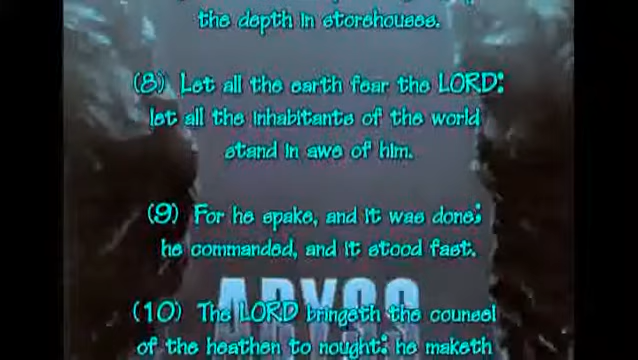 the depth in storehouses.
(8) Let all the earth fear the LORD:
let all the inhabitants of the world
stand in awe of him.
(9) For he spake, and it was done;
he commanded, and it stood fast.
ABYSS
(10) The LORD bringeth the counsel
of the heathen to nought: he maketh